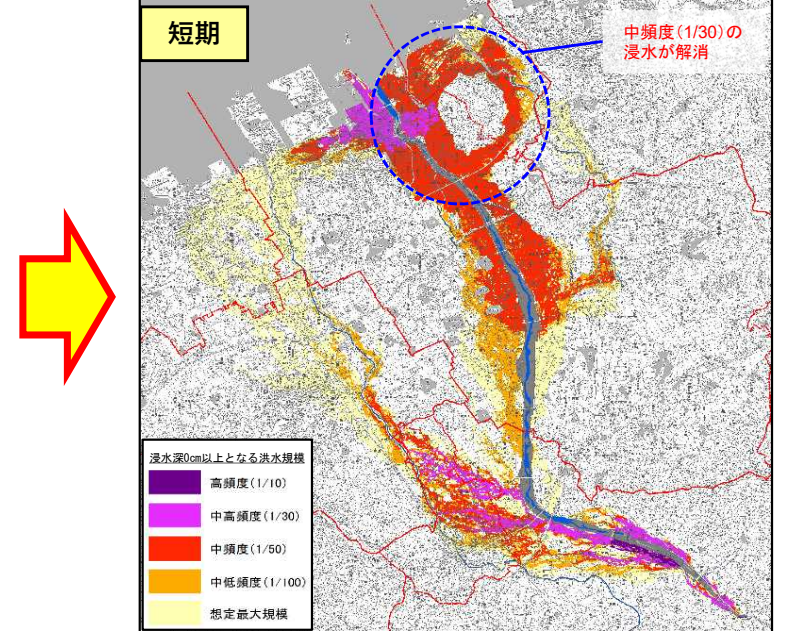 短期
中頻度(1/30)の
浸水が解消
浸水深0cm以上となる洪水規模
高頻度(1/10)
中高頻度(1/30)
中頻度(1/50)
中低頻度(1/100)
想定最大規模